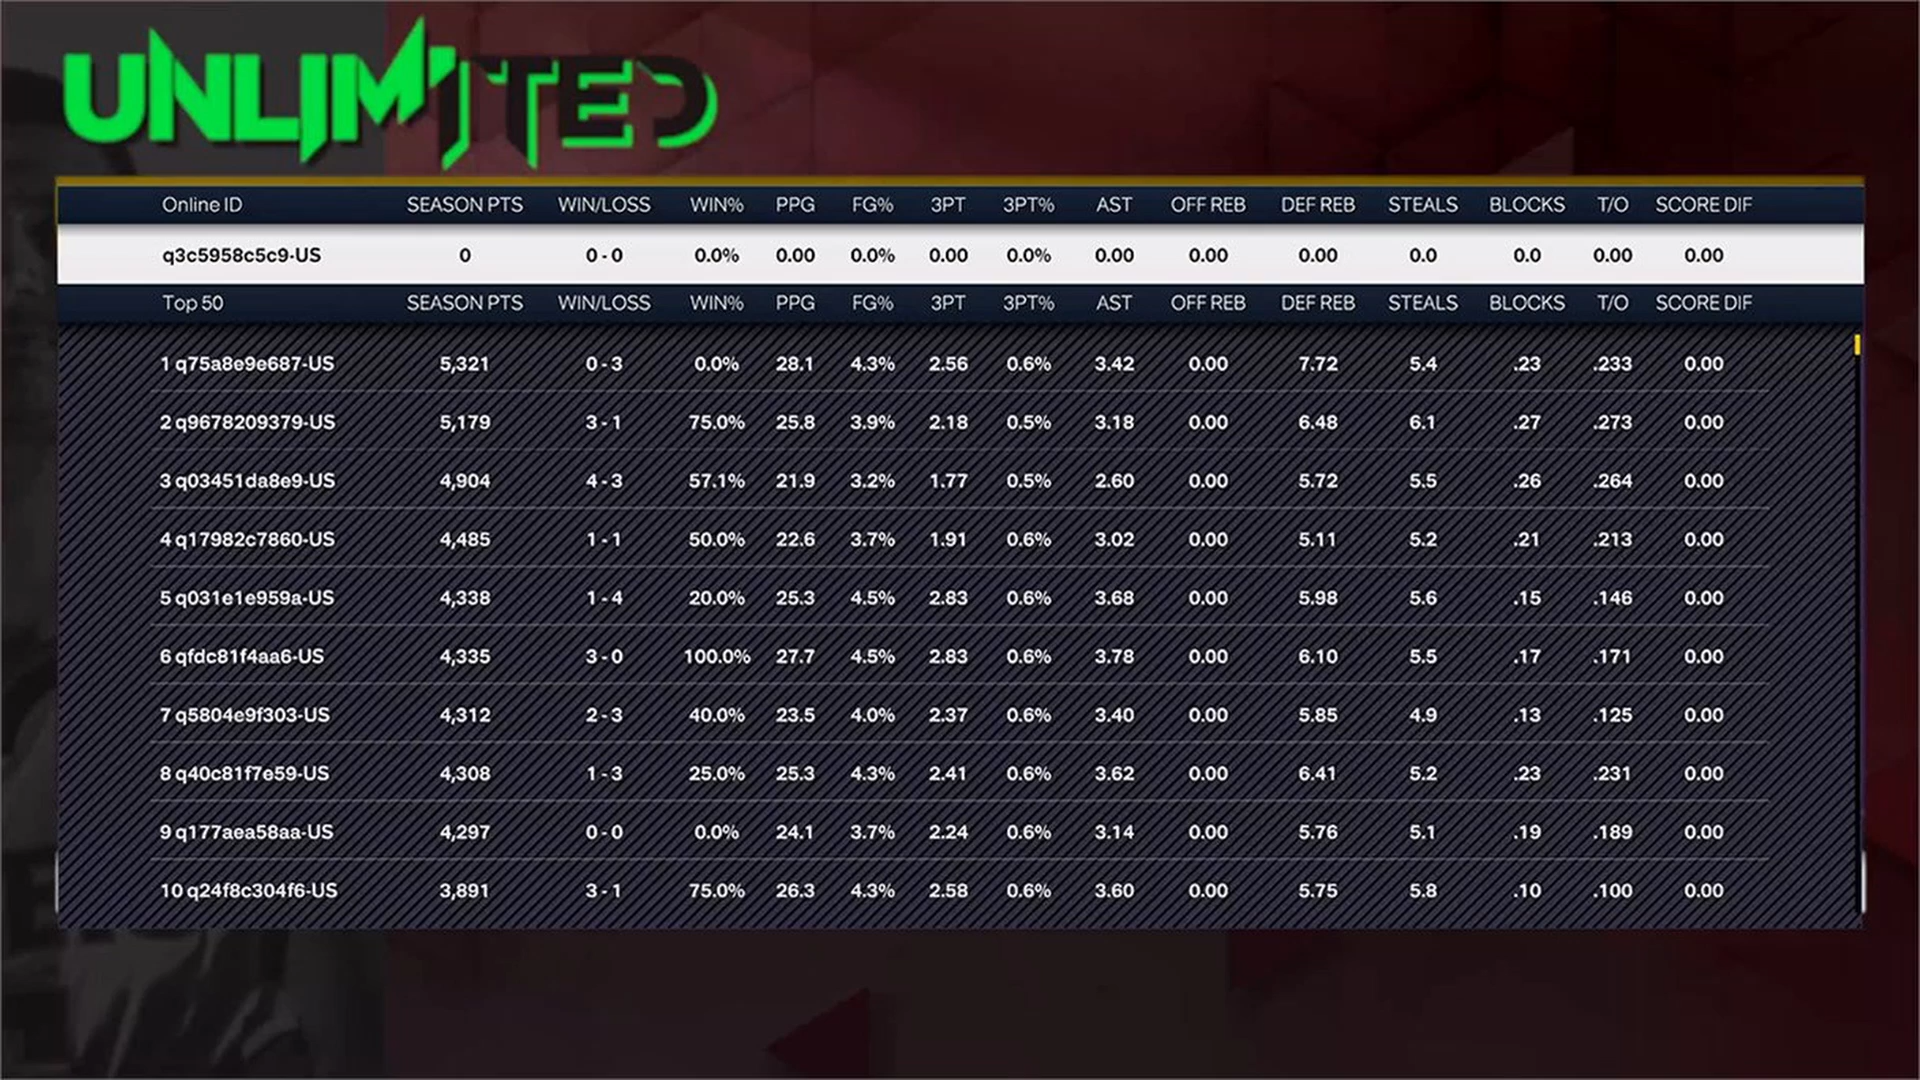 UNLIMITED
Online ID SEASON PTS WIN/LOSS WIN% PPG FG% 3PT 3PT% AST OFF REB DEF REB STEALS BLOCKS T/O SCORE DIF
q3c5958c5c9-US 0 0 - 0 0.0% 0.00 0.0% 0.00 0.0% 0.00 0.00 0.00 0.0 0.0 0.00 0.00
Top 50 SEASON PTS WIN/LOSS WIN% PPG FG% 3PT 3PT% AST OFF REB DEF REB STEALS BLOCKS T/O SCORE DIF
1 q75a8e9e687-US 5,321 0 - 3 0.0% 28.1 4.3% 2.56 0.6% 3.42 0.00 7.72 5.4 .23 .233 0.00
2 q9678209379-US 5,179 3 - 1 75.0% 25.8 3.9% 2.18 0.5% 3.18 0.00 6.48 6.1 .27 .273 0.00
3 q03451da8e9-US 4,904 4 - 3 57.1% 21.9 3.2% 1.77 0.5% 2.60 0.00 5.72 5.5 .26 .264 0.00
4 q17982c7860-US 4,485 1 - 1 50.0% 22.6 3.7% 1.91 0.6% 3.02 0.00 5.11 5.2 .21 .213 0.00
5 q031e1e959a-US 4,338 1 - 4 20.0% 25.3 4.5% 2.83 0.6% 3.68 0.00 5.98 5.6 .15 .146 0.00
6 qfdc81f4aa6-US 4,335 3 - 0 100.0% 27.7 4.5% 2.83 0.6% 3.78 0.00 6.10 5.5 .17 .171 0.00
7 q5804e9f303-US 4,312 2 - 3 40.0% 23.5 4.0% 2.37 0.6% 3.40 0.00 5.85 4.9 .13 .125 0.00
8 q40c81f7e59-US 4,308 1 - 3 25.0% 25.3 4.3% 2.41 0.6% 3.62 0.00 6.41 5.2 .23 .231 0.00
9 q177aea58aa-US 4,297 0 - 0 0.0% 24.1 3.7% 2.24 0.6% 3.14 0.00 5.76 5.1 .19 .189 0.00
10 q24f8c304f6-US 3,891 3 - 1 75.0% 26.3 4.3% 2.58 0.6% 3.60 0.00 5.75 5.8 .10 .100 0.00